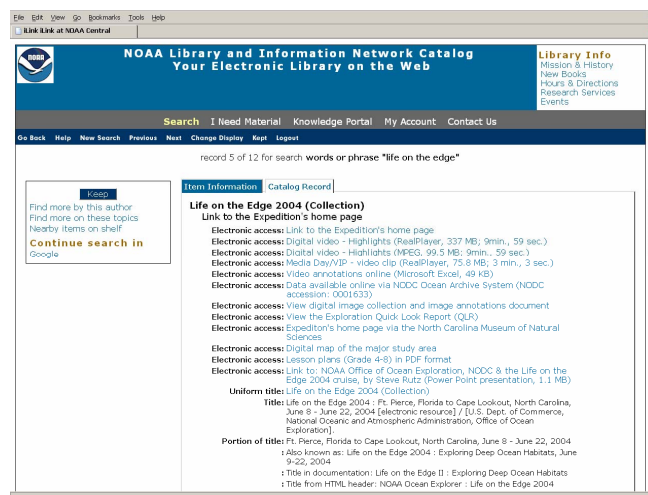 File Edit View Go Bookmarks Tools Help
iLink iLink at NOAA Central
NOAA
NOAA Library and Information Network Catalog
Your Electronic Library on the Web
Library Info
Mission & History
New Books
Hours & Directions
Research Services
Events
Search I Need Material Knowledge Portal My Account Contact Us
Go Back Help New Search Previous Next Change Display Kept Logout
record 5 of 12 for search words or phrase "life on the edge"
Keep
Find more by this author
Find more on these topics
Nearby items on shelf
Continue search in
Google
Item Information Catalog Record
Life on the Edge 2004 (Collection)
Link to the Expedition's home page
Electronic access: Link to the Expedition's home page
Electronic access: Digital video - Highlights (RealPlayer, 337 MB; 9min., 59 sec.)
Electronic access: Digital video - Highlights (MPEG, 99.5 MB: 9min., 59 sec.)
Electronic access: Media Day/VIP - video clip (RealPlayer, 75.8 MB; 3 min., 3 sec.)
Electronic access: Video annotations online (Microsoft Excel, 49 KB)
Electronic access: Data available online via NODC Ocean Archive System (NODC
accession: 0001633)
Electronic access: View digital image collection and image annotations document
Electronic access: View the Exploration Quick Look Report (QLR)
Electronic access: Expediton's home page via the North Carolina Museum of Natural
Sciences
Electronic access: Digital map of the major study area
Electronic access: Lesson plans (Grade 4-8) in PDF format
Electronic access: Link to: NOAA Office of Ocean Exploration, NODC & the Life on the
Edge 2004 cruise, by Steve Rutz (Power Point presentation, 1.1 MB)
Uniform title: Life on the Edge 2004 (Collection)
Title: Life on the Edge 2004 : Ft. Pierce, Florida to Cape Lookout, North Carolina,
June 8 - June 22, 2004 [electronic resource] / [U.S. Dept. of Commerce,
National Oceanic and Atmospheric Administration, Office of Ocean
Exploration].
Portion of title: Ft. Pierce, Florida to Cape Lookout, North Carolina, June 8 - June 22, 2004
: Also known as: Life on the Edge 2004 : Exploring Deep Ocean Habitats, June
9-22, 2004
: Title in documentation: Life on the Edge II : Exploring Deep Ocean Habitats
: Title from HTML header: NOAA Ocean Explorer : Life on the Edge 2004